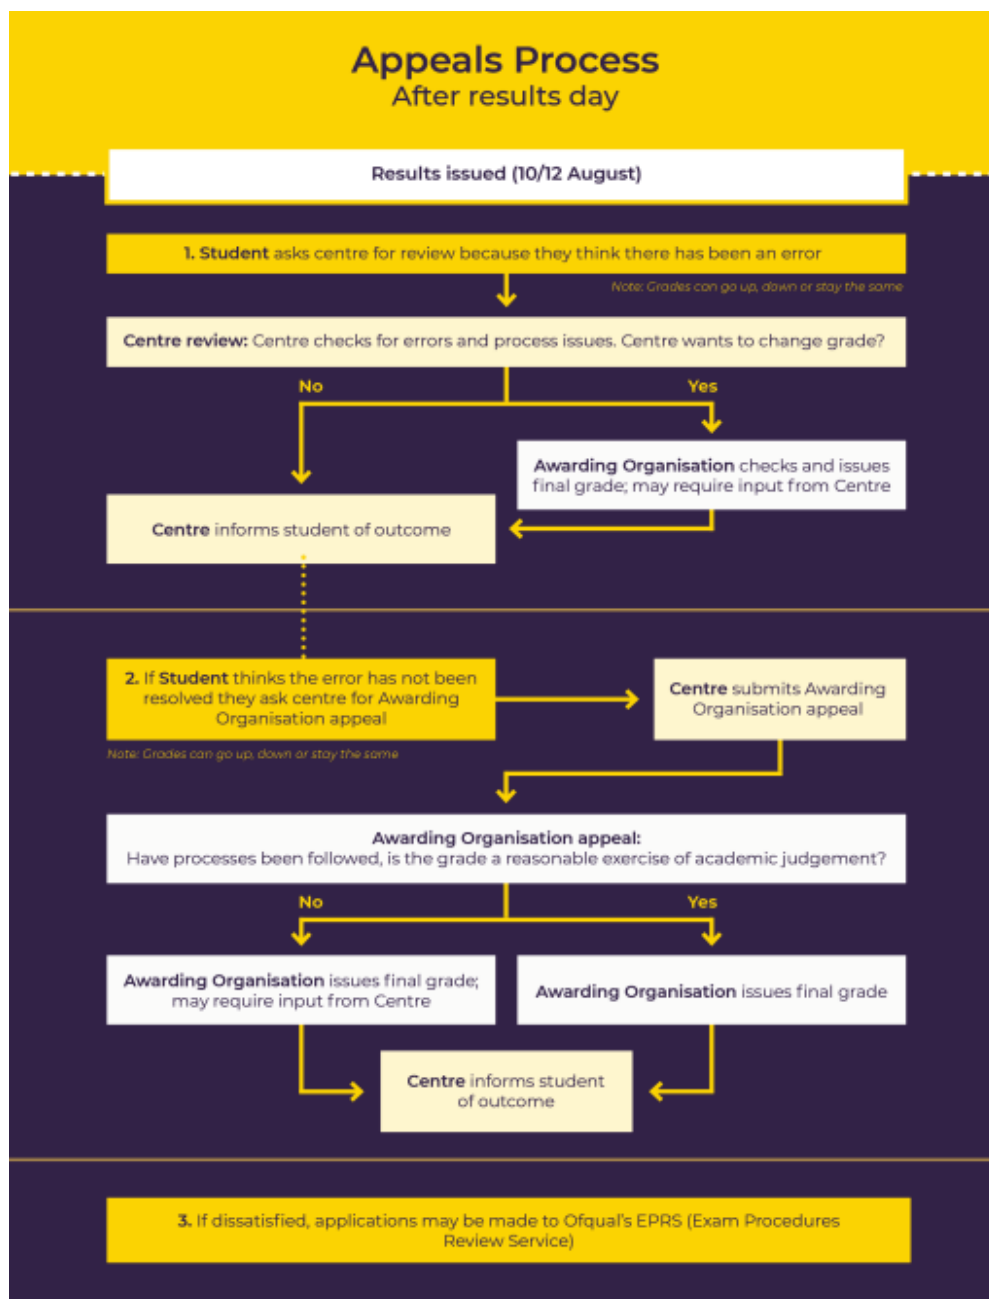 Appeals Process
After results day
Results issued (10/12 August)
1. Student asks centre for review because they think there has been an error
Note: Grades can go up, down or stay the same
Centre review: Centre checks for errors and process issues. Centre wants to change grade?
No
Yes
Awarding Organisation checks and issues
final grade; may require input from Centre
Centre informs student of outcome
2. If Student thinks the error has not been
resolved they ask centre for Awarding
Organisation appeal
Note: Grades can go up, down or stay the same
Centre submits Awarding
Organisation appeal
Awarding Organisation appeal:
Have processes been followed, is the grade a reasonable exercise of academic judgement?
No
Yes
Awarding Organisation issues final grade;
may require input from Centre
Awarding Organisation issues final grade
Centre informs student
of outcome
3. If dissatisfied, applications may be made to Ofqual's EPRS (Exam Procedures
Review Service)